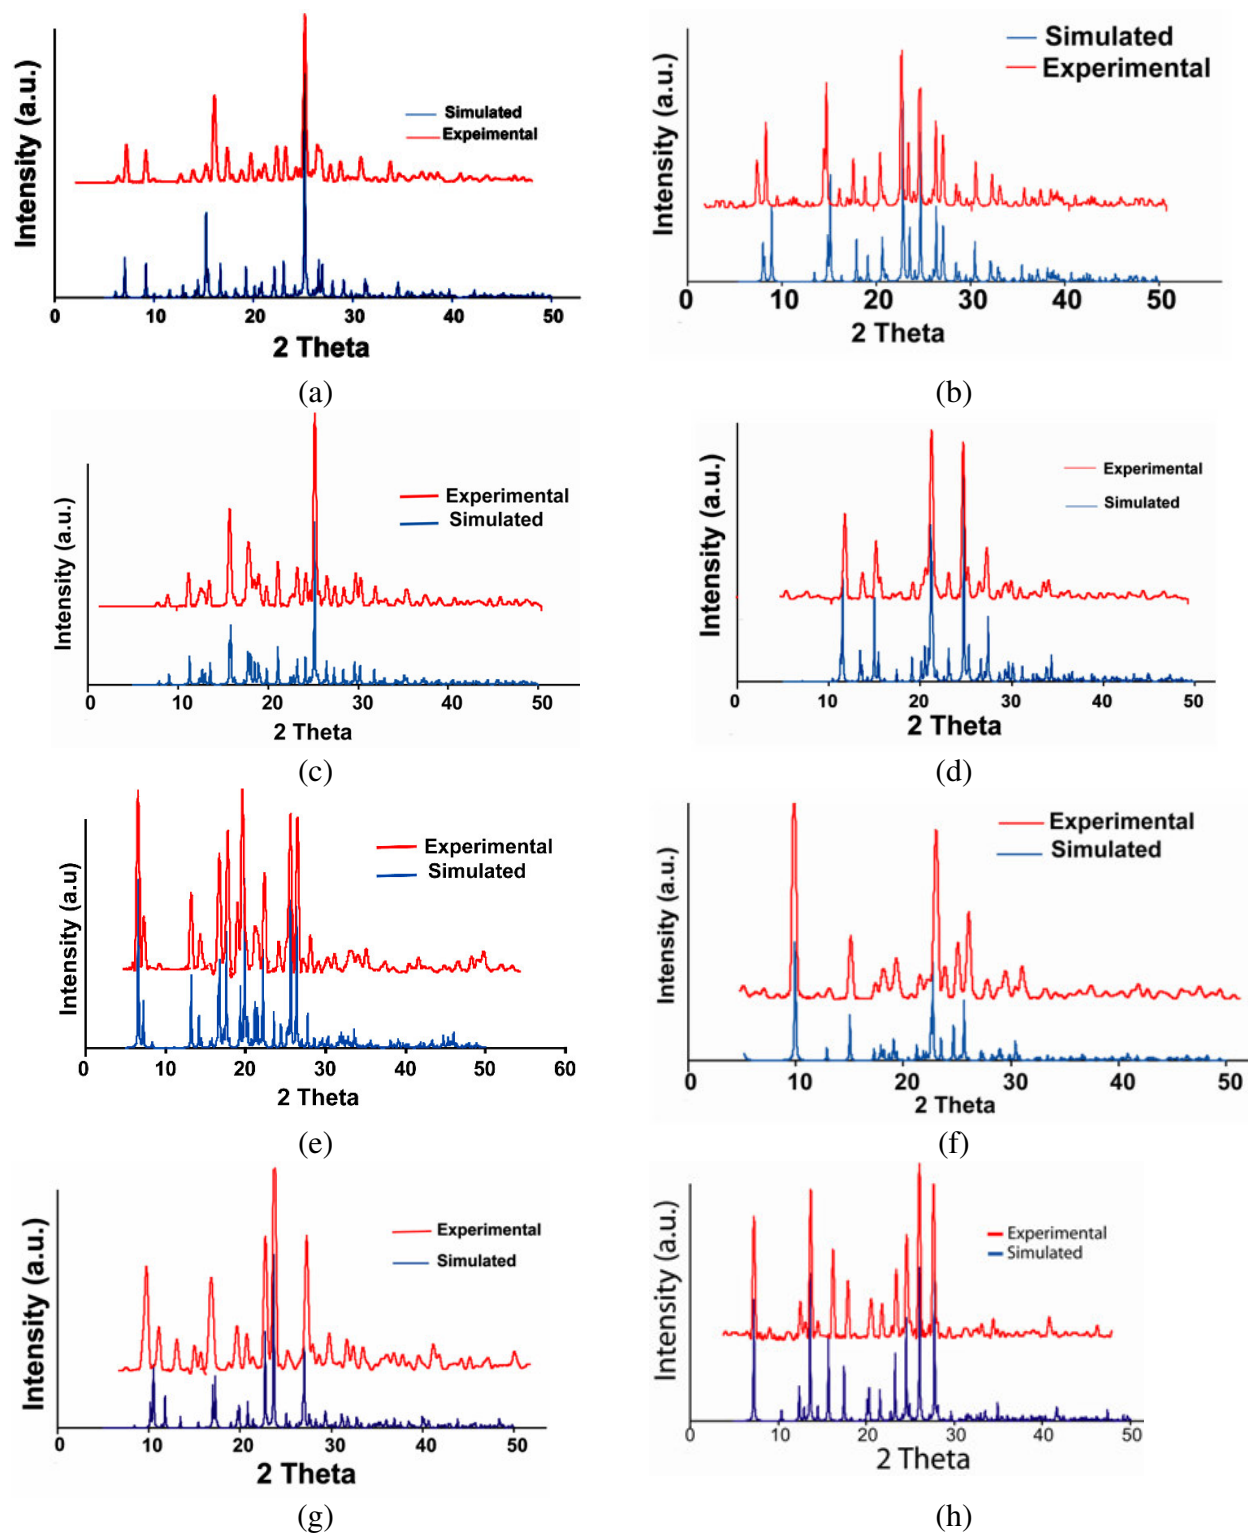 Intensity (a.u.)
Simulated
Expeimental
0 10 20 30 40 50
2 Theta
(a)
Intensity (a.u.)
Simulated
Experimental
0 10 20 30 40 50
2 Theta
(b)
Intensity (a.u.)
Experimental
Simulated
0 10 20 30 40 50
2 Theta
(c)
Intensity (a.u.)
Experimental
Simulated
0 10 20 30 40 50
2 Theta
(d)
Intensity (a.u)
Experimental
Simulated
0 10 20 30 40 50 60
2 Theta
(e)
Intensity (a.u.)
Experimental
Simulated
0 10 20 30 40 50
2 Theta
(f)
Intensity (a.u.)
Experimental
Simulated
0 10 20 30 40 50
2 Theta
(g)
Intensity (a.u.)
Experimental
Simulated
0 10 20 30 40 50
2 Theta
(h)